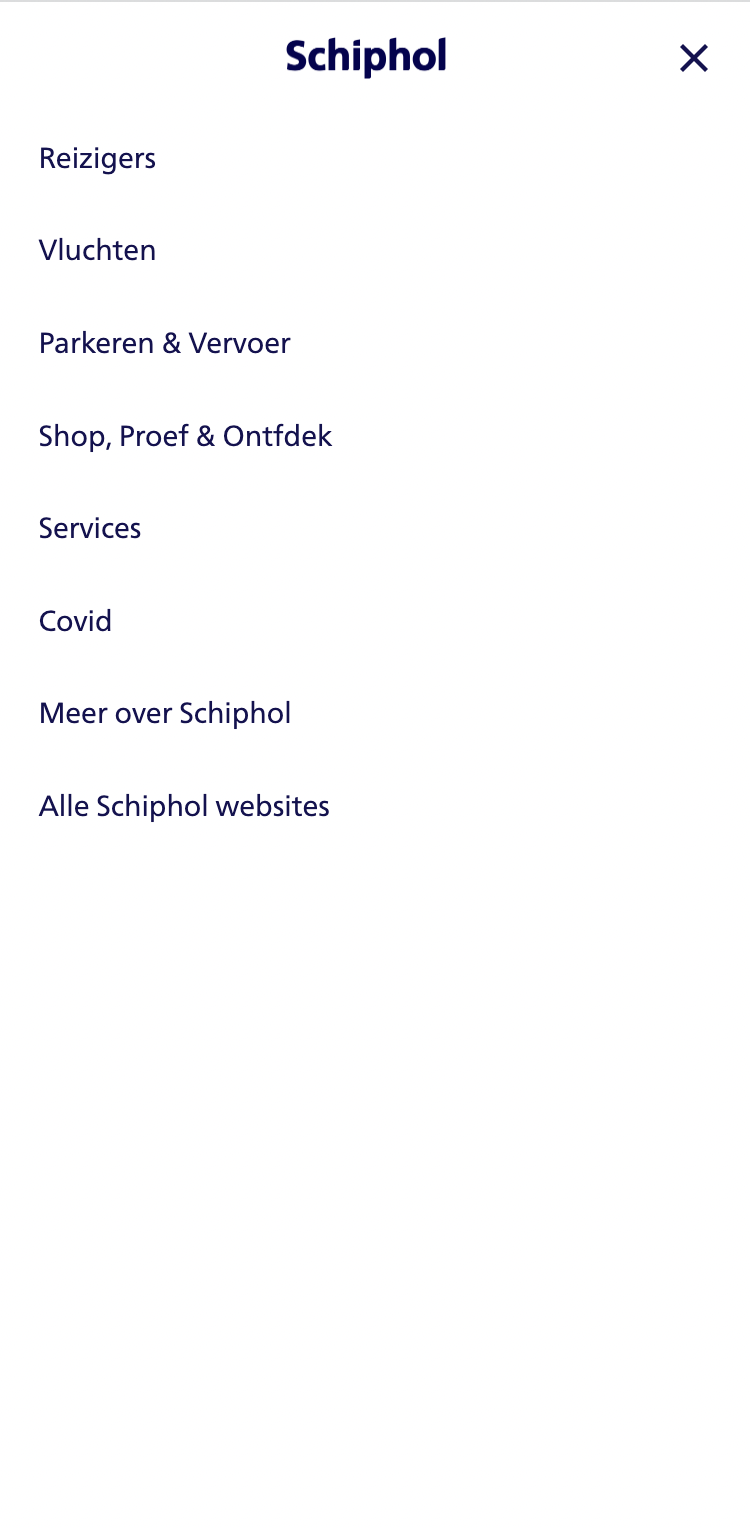 Schiphol
Reizigers
Vluchten
Parkeren & Vervoer
Shop, Proef & Ontfdek
Services
Covid
Meer over Schiphol
Alle Schiphol websites